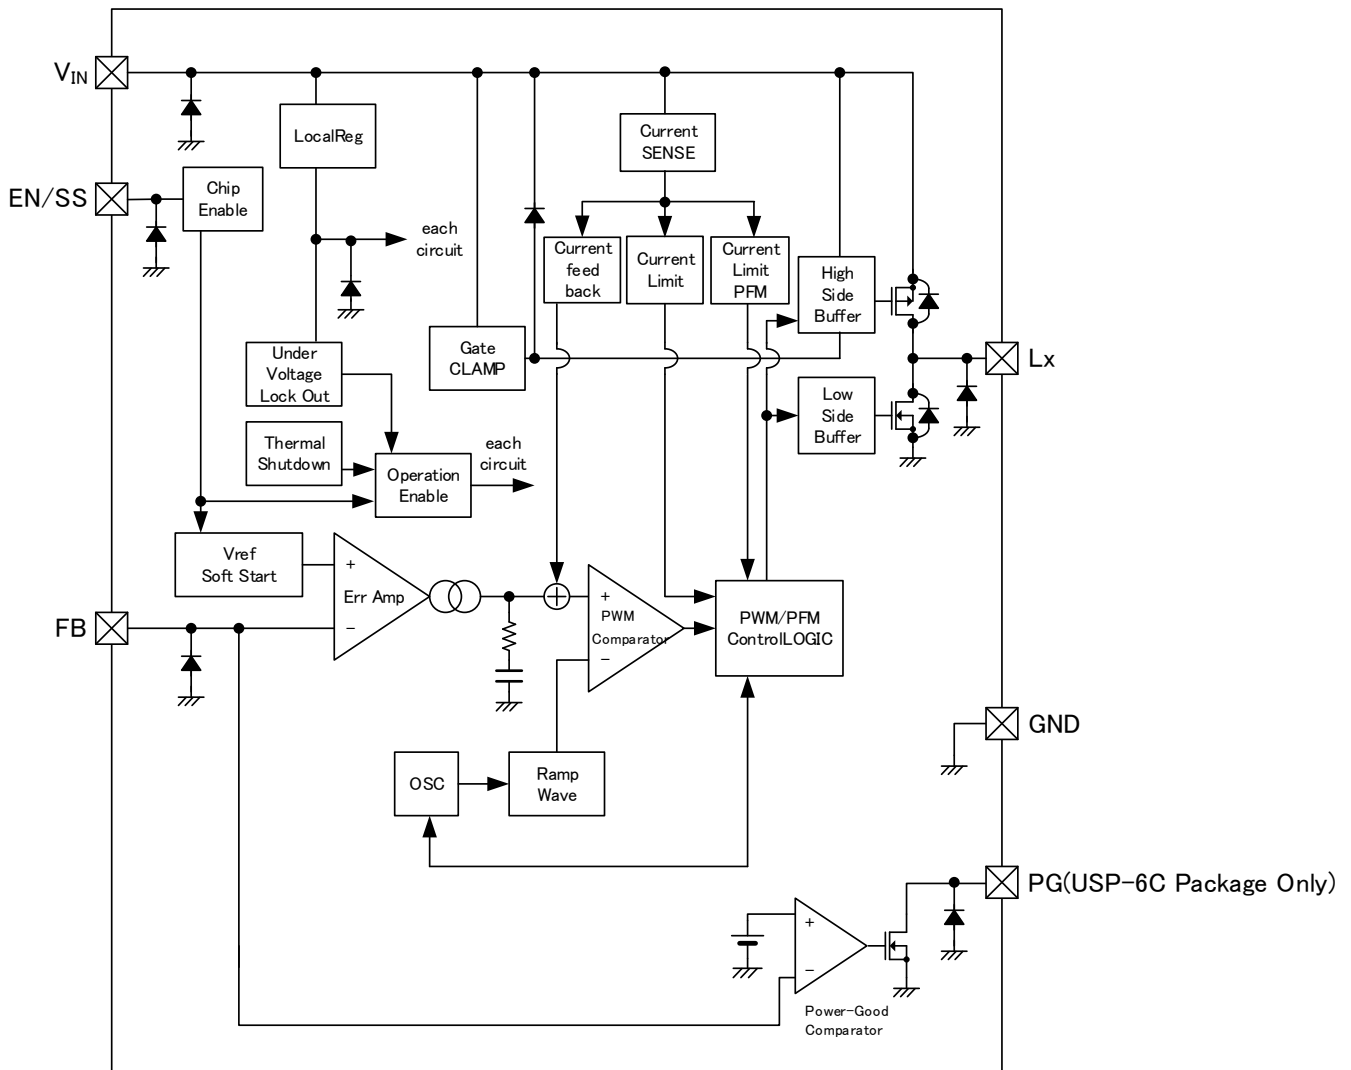 VIN
LocalReg
Current
SENSE
EN/SS
Chip
Enable
each
circuit
Current
feed
back
Current
Limit
Current
Limit
PFM
High
Side
Buffer
Under
Voltage
Lock Out
Gate
CLAMP
Lx
Low
Side
Buffer
Thermal
Shutdown
Operation
Enable
each
circuit
Vref
Soft Start
+
Err Amp
−
+
PWM
Comparator
−
PWM/PFM
ControlLOGIC
FB
GND
OSC
Ramp
Wave
PG(USP-6C Package Only)
+
−
Power-Good
Comparator